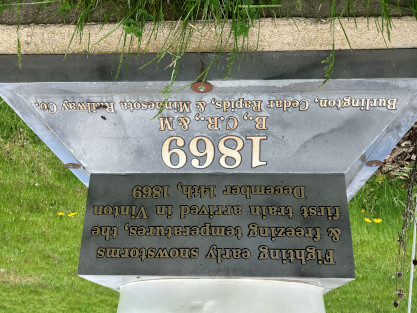 Fighting early snowstorms
& freezing temperatures, the
first train arrived in Vinton
December 14th, 1869
1869
B., C.R., & M
Burlington, Cedar Rapids, & Minnesota Railway Co.